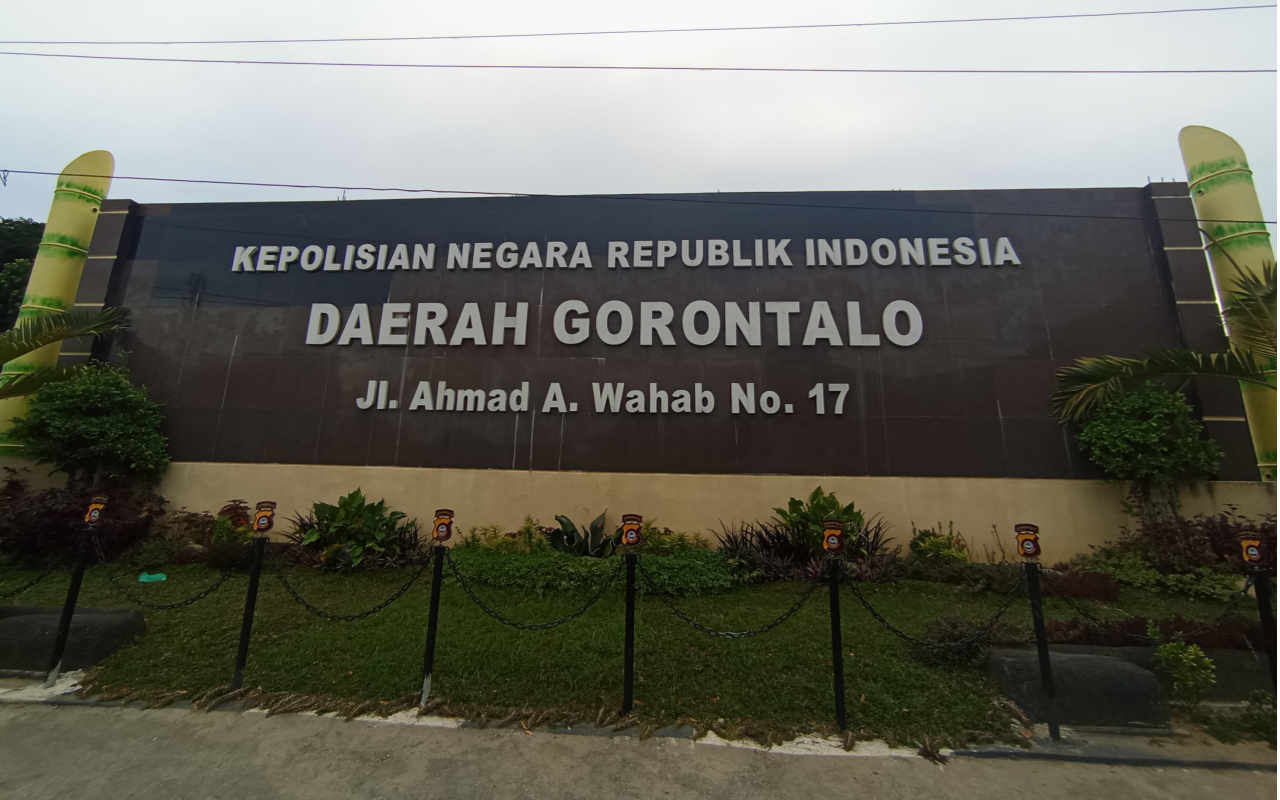 KEPOLISIAN NEGARA REPUBLIK INDONESIA
DAERAH GORONTALO
Jl. Ahmad A. Wahab No. 17